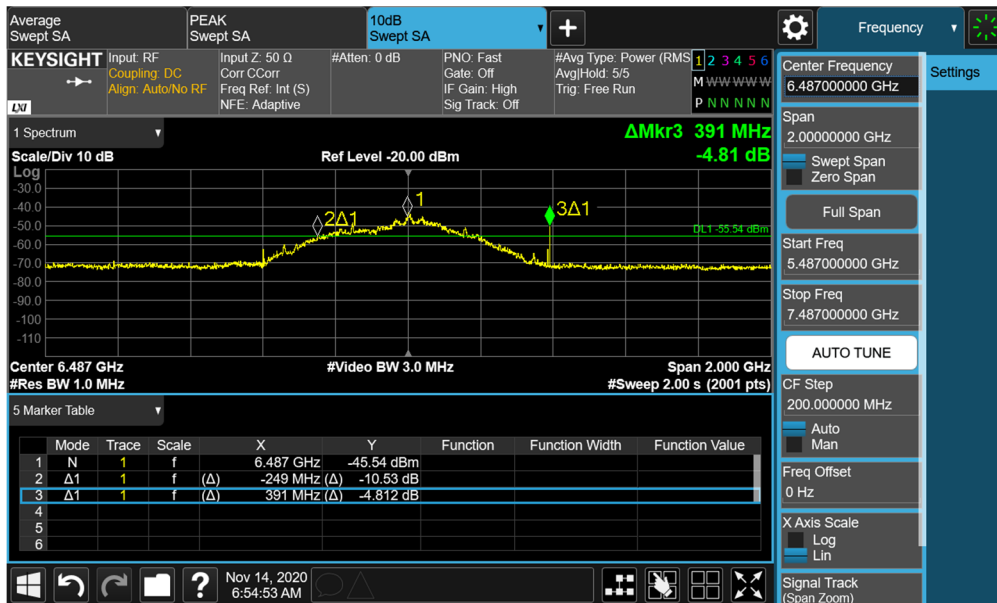 Average
Swept SA
PEAK
Swept SA
10dB
Swept SA
Frequency
KEYSIGHT
LXI
Input: RF
Coupling: DC
Align: Auto/No RF
Input Z: 50 Ω
Corr CCorr
Freq Ref: Int (S)
NFE: Adaptive
#Atten: 0 dB
PNO: Fast
Gate: Off
IF Gain: High
Sig Track: Off
#Avg Type: Power (RMS
Avg|Hold: 5/5
Trig: Free Run
1 2 3 4 5 6
M W W W W W
P N N N N N
1 Spectrum
ΔMkr3 391 MHz
-4.81 dB
Scale/Div 10 dB
Ref Level -20.00 dBm
Log
-30.0
-40.0
-50.0
-60.0
-70.0
-80.0
-90.0
-100
-110
2Δ1
1
3Δ1
DL1 -55.54 dBm
Center 6.487 GHz
#Video BW 3.0 MHz
Span 2.000 GHz
#Res BW 1.0 MHz
#Sweep 2.00 s (2001 pts)
5 Marker Table
Mode Trace Scale X Y Function Function Width Function Value
1 N 1 f 6.487 GHz -45.54 dBm
2 Δ1 1 f (Δ) -249 MHz (Δ) -10.53 dB
3 Δ1 1 f (Δ) 391 MHz (Δ) -4.812 dB
4
5
6
Nov 14, 2020
6:54:53 AM
Center Frequency
6.487000000 GHz
Settings
Span
2.00000000 GHz
Swept Span
Zero Span
Full Span
Start Freq
5.487000000 GHz
Stop Freq
7.487000000 GHz
AUTO TUNE
CF Step
200.000000 MHz
Auto
Man
Freq Offset
0 Hz
X Axis Scale
Log
Lin
Signal Track
(Span Zoom)